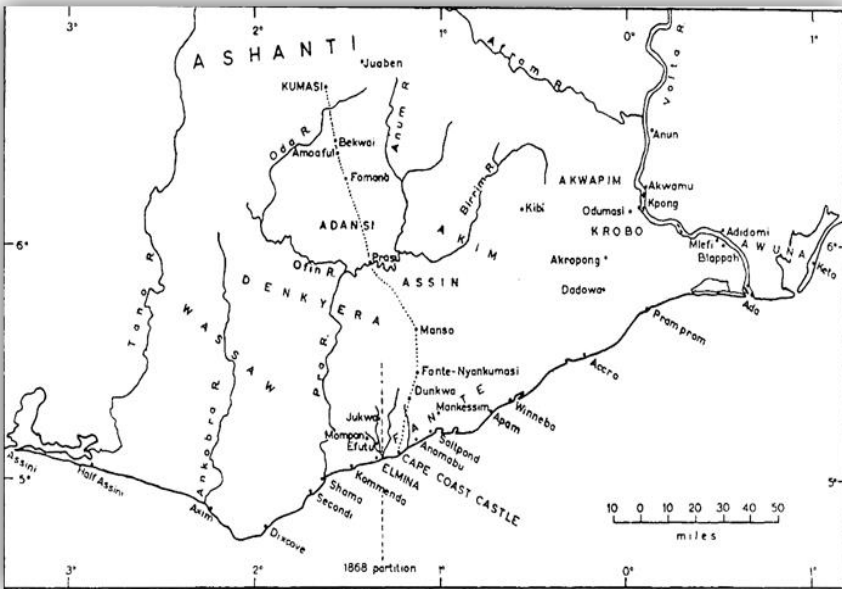 3°
2°
1°
0°
1°
ASHANTI
Juaben
KUMASI
Afram R
Volta R.
Anum R
Oda R
Bekwai
Amoaful
Anun
Fomana
Birrim R
AKWAPIM
Akwamu
Kpong
Kibi
Odumasi
ADANSI
AKIM
KROBO
Adidomi
6°
Mlefi
Blappah
AWUNA
6°
Prasu
Akropong
Keta
Ofin R
ASSIN
Tano R
DENKYERA
Dadowa
Ada
Prampram
WASSAW
Manso
Accra
Pra R.
Fante-Nyankumasi
Dunkwa
Ankobra R
Jukwa
Mankessim
Winneba
FANTE
Apam
Mompon
Efutu
Saltpond
Anamabu
Assini
ELMINA
CAPE COAST CASTLE
Half Assini
Kommenda
5°
5°
Shama
Axim
Secondi
Dixcove
10 0 10 20 30 40 50
miles
1868 partition
3°
2°
1°
0°
1°